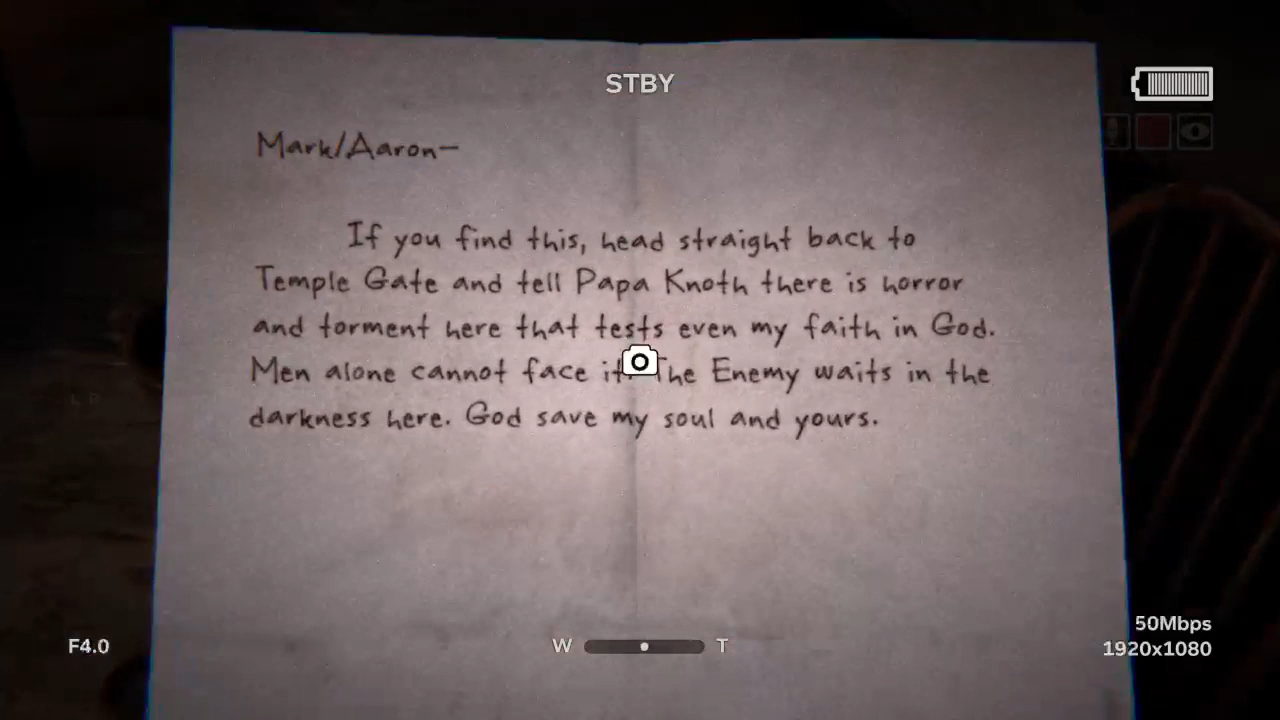 STBY
Mark/Aaron-
If you find this, head straight back to
Temple Gate and tell Papa Knoth there is horror
and torment here that tests even my faith in God.
Men alone cannot face it. The Enemy waits in the
darkness here. God save my soul and yours.
F4.0
W T
50Mbps
1920x1080